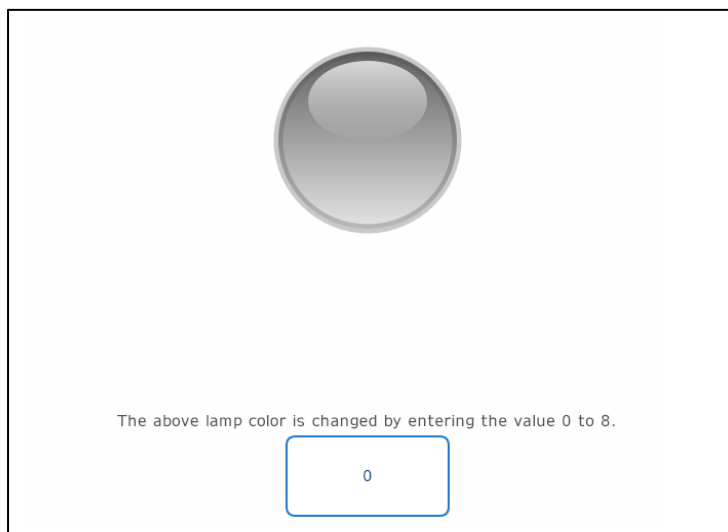 The above lamp color is changed by entering the value 0 to 8.
0